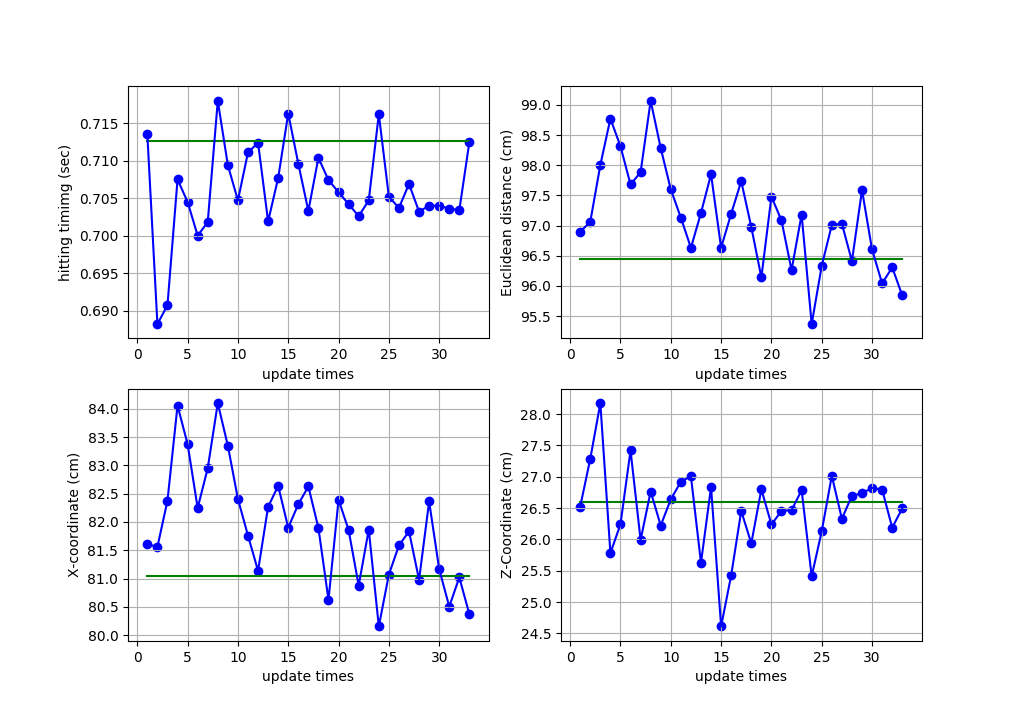 hitting timimg (sec)
0.715
0.710
0.705
0.700
0.695
0.690
0 5 10 15 20 25 30
update times
Euclidean distance (cm)
99.0
98.5
98.0
97.5
97.0
96.5
96.0
95.5
0 5 10 15 20 25 30
update times
X-coordinate (cm)
84.0
83.5
83.0
82.5
82.0
81.5
81.0
80.5
80.0
0 5 10 15 20 25 30
update times
Z-Coordinate (cm)
28.0
27.5
27.0
26.5
26.0
25.5
25.0
24.5
0 5 10 15 20 25 30
update times